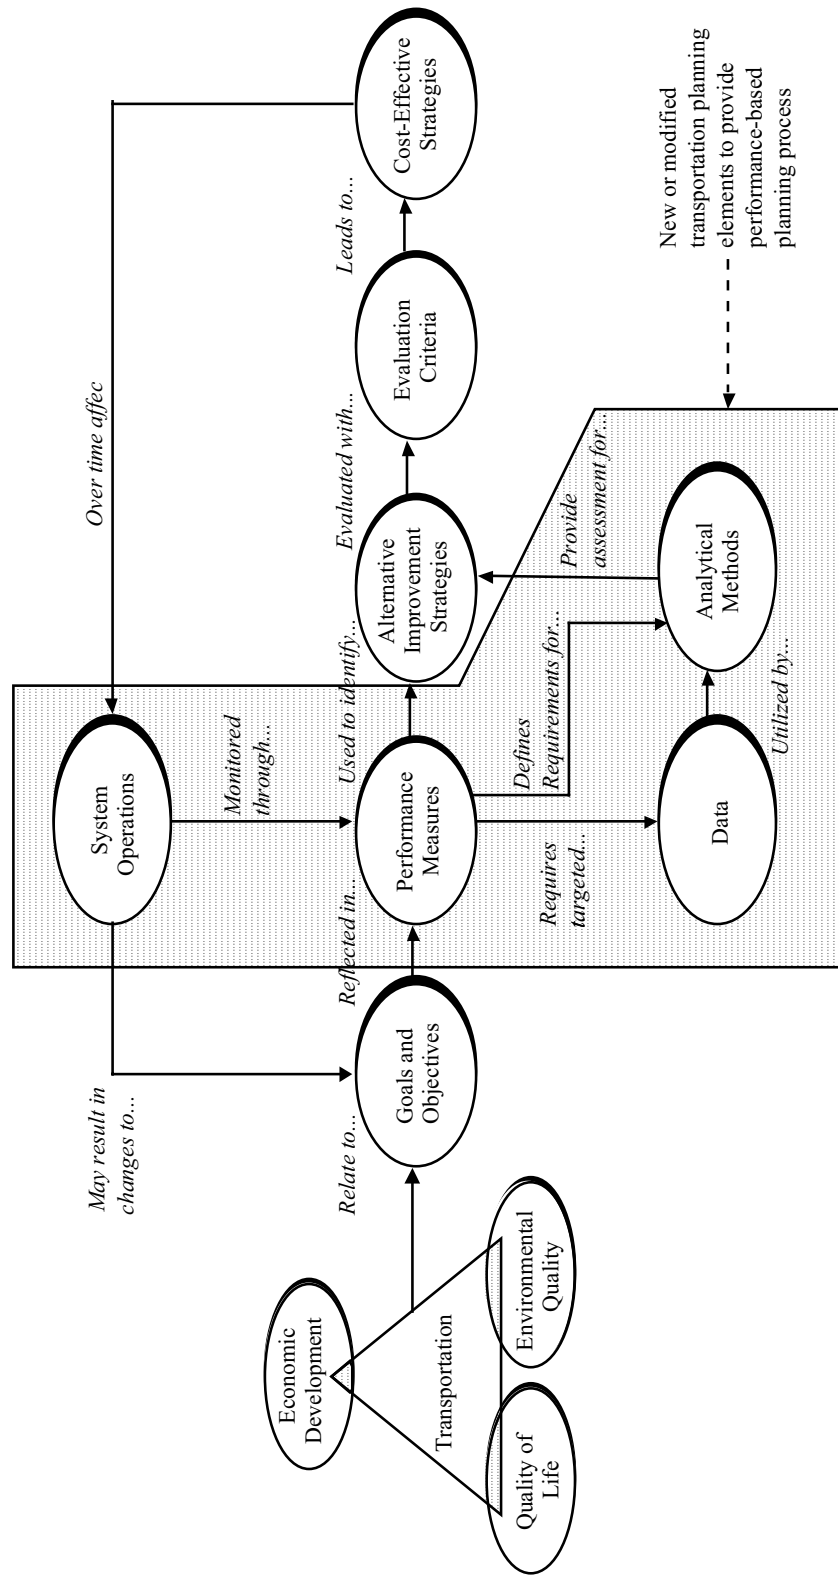 Economic
Development
Transportation
Quality of
Life
Environmental
Quality
Relate to...
Goals and
Objectives
May result in
changes to...
Reflected in...
System
Operations
Monitored
through...
Performance
Measures
Requires
targeted...
Data
Utilized by...
Defines
Requirements for...
Analytical
Methods
Provide
assessment for...
Used to identify...
Alternative
Improvement
Strategies
Evaluated with...
Evaluation
Criteria
Leads to...
Cost-Effective
Strategies
Over time affec
New or modified
transportation planning
elements to provide
performance-based
planning process